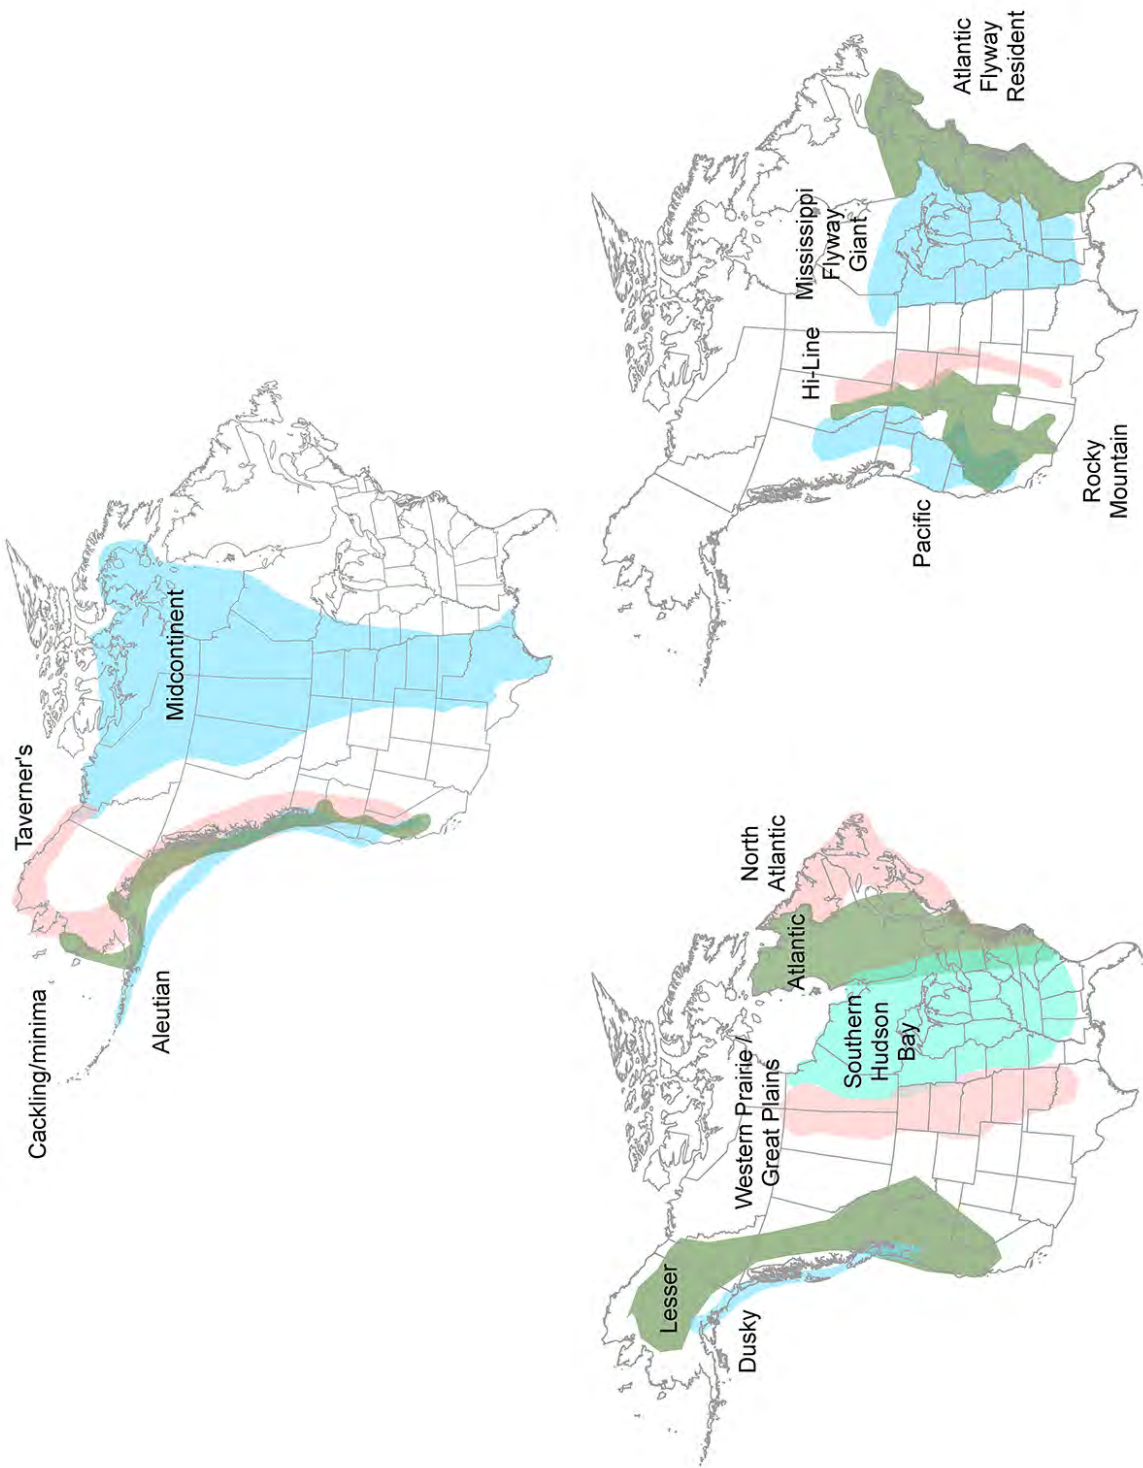 Taverner's
Cackling/minima
Midcontinent
Aleutian
North
Atlantic
Atlantic
Western Prairie /
Great Plains
Southern
Hudson
Bay
Lesser
Dusky
Atlantic
Flyway
Resident
Mississippi
Flyway
Giant
Hi-Line
Pacific
Rocky
Mountain